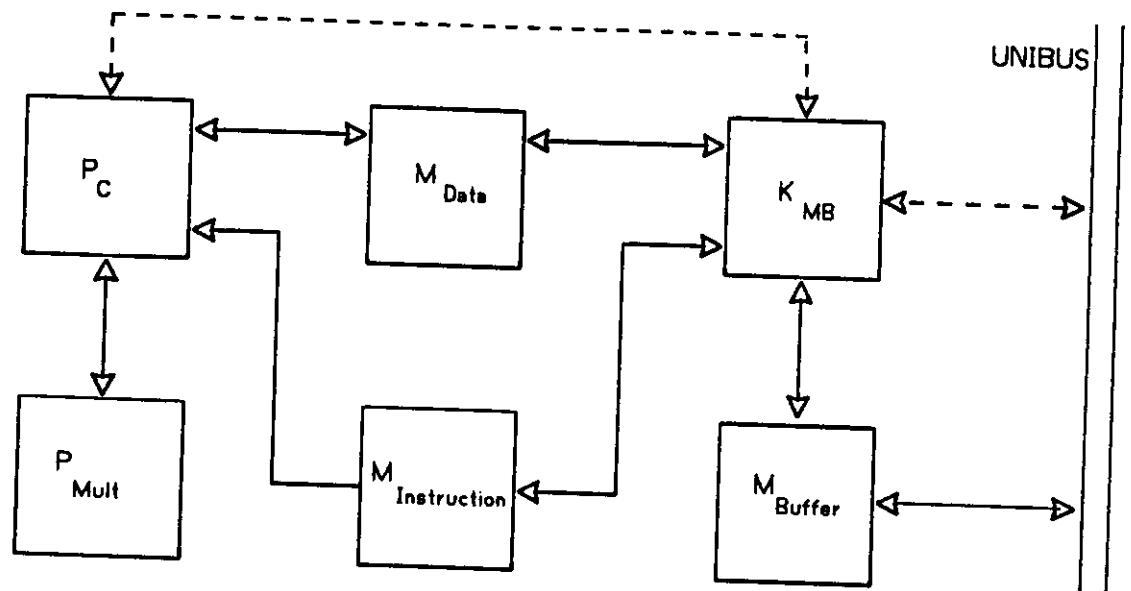 UNIBUS
P C
M Data
K MB
P Mult
M Instruction
M Buffer